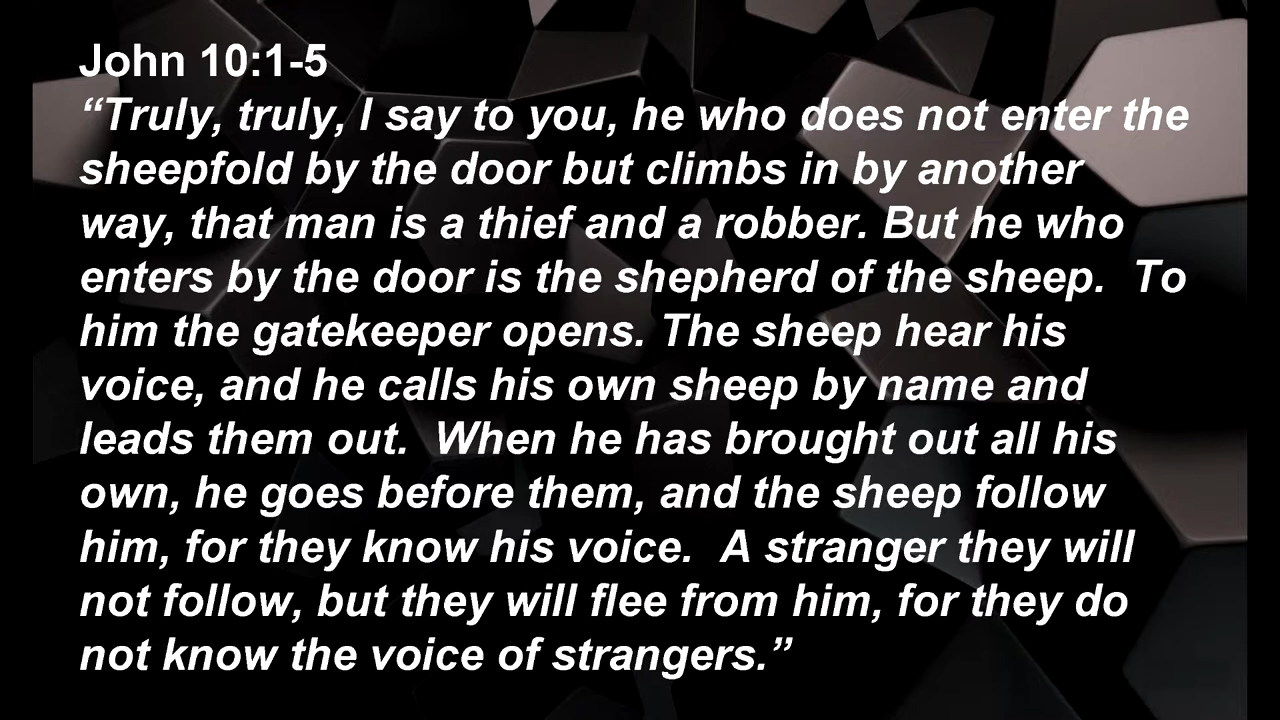 John 10:1-5
“Truly, truly, I say to you, he who does not enter the
sheepfold by the door but climbs in by another
way, that man is a thief and a robber. But he who
enters by the door is the shepherd of the sheep.  To
him the gatekeeper opens. The sheep hear his
voice, and he calls his own sheep by name and
leads them out.  When he has brought out all his
own, he goes before them, and the sheep follow
him, for they know his voice.  A stranger they will
not follow, but they will flee from him, for they do
not know the voice of strangers.”